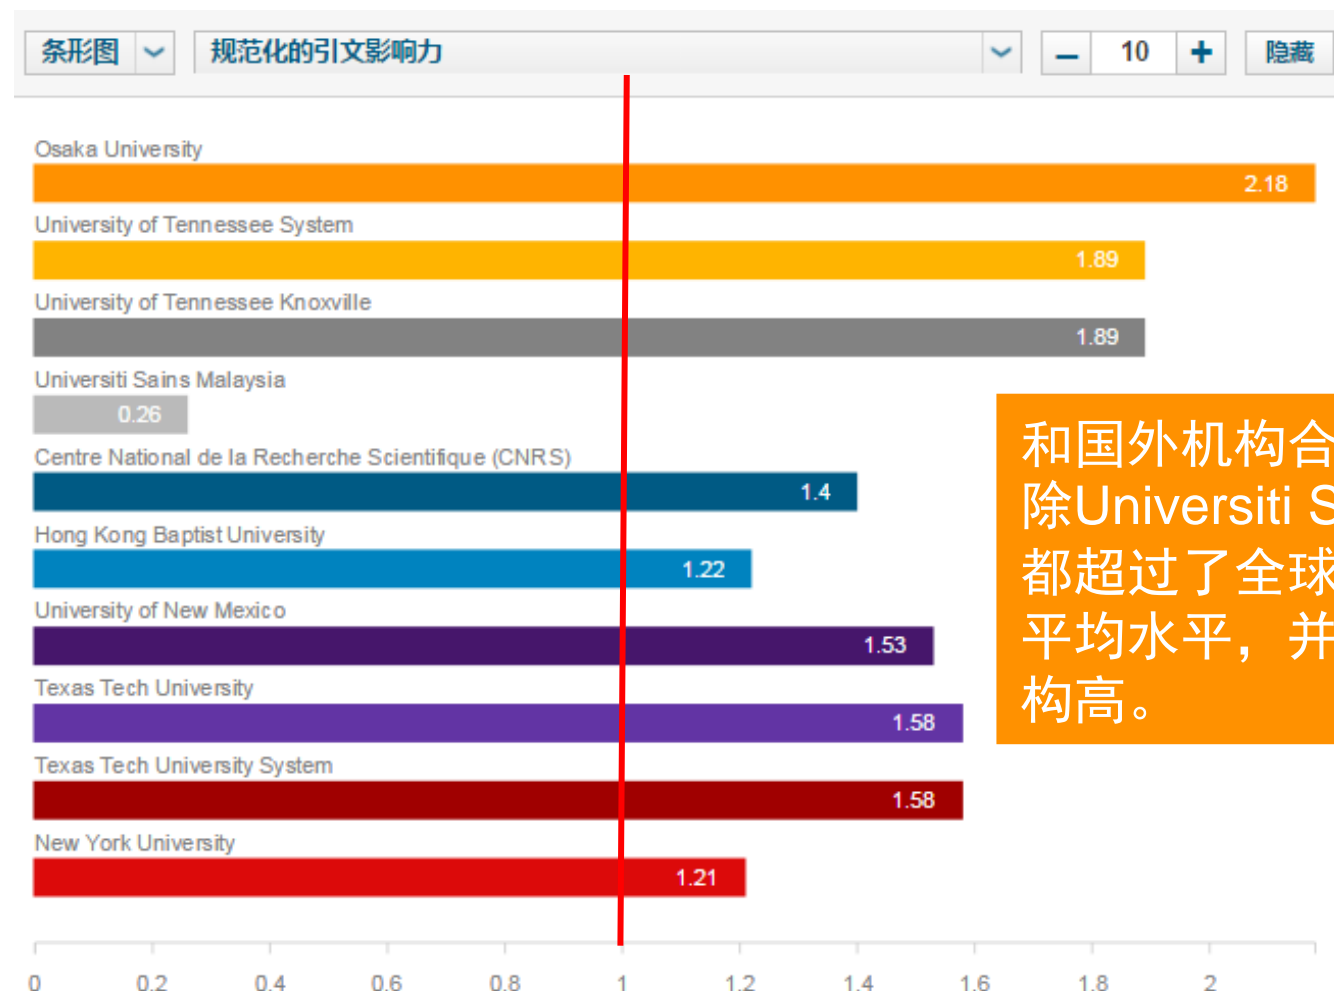 条形图
规范化的引文影响力
10
隐藏
Osaka University
2.18
University of Tennessee System
1.89
University of Tennessee Knoxville
1.89
Universiti Sains Malaysia
0.26
Centre National de la Recherche Scientifique (CNRS)
1.4
Hong Kong Baptist University
1.22
University of New Mexico
1.53
Texas Tech University
1.58
Texas Tech University System
1.58
New York University
1.21
和国外机构合
除Universiti S
都超过了全球
平均水平，并
构高。
0 0.2 0.4 0.6 0.8 1 1.2 1.4 1.6 1.8 2